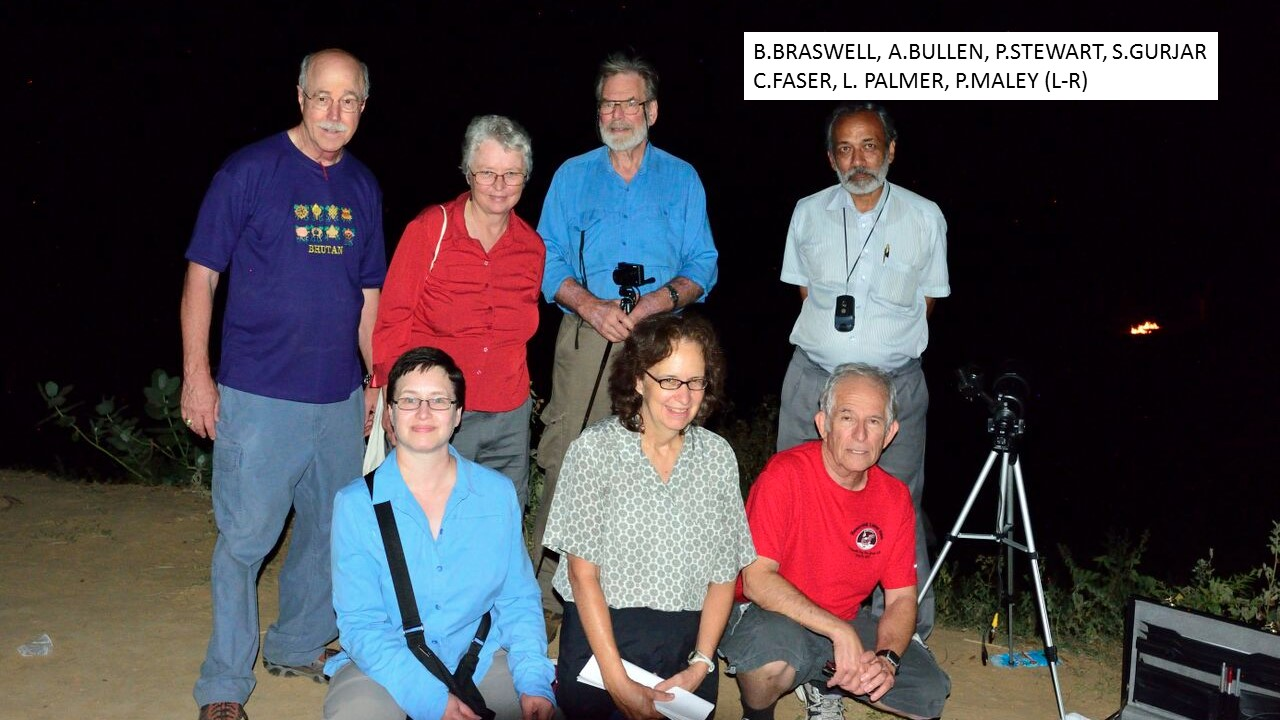 B.BRASWELL, A.BULLEN, P.STEWART, S.GURJAR
C.FASER, L. PALMER, P.MALEY (L-R)
BHUTAN